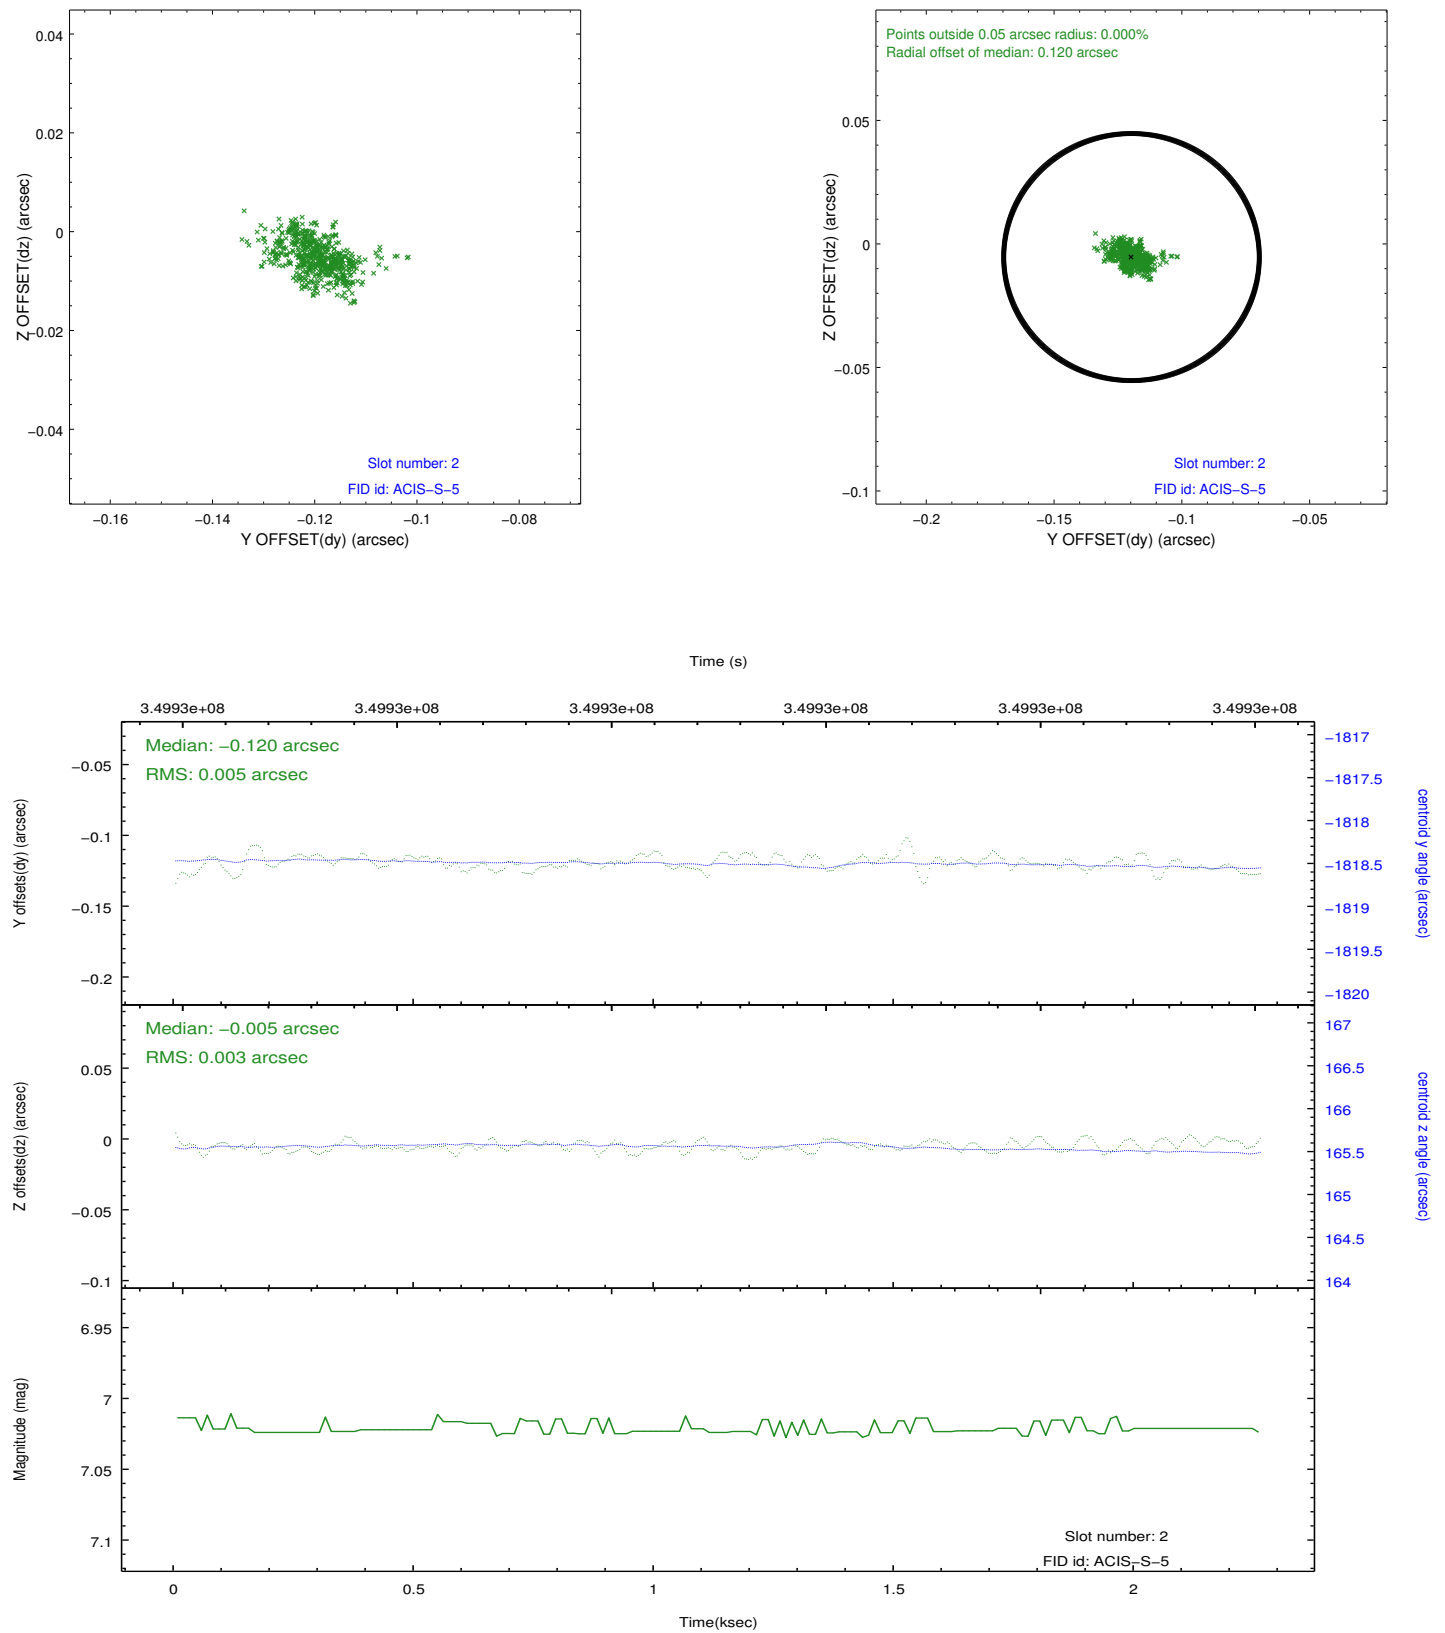 0.04
0.02
0
−0.02
−0.04
Z OFFSET(dz) (arcsec)
Slot number: 2
FID id: ACIS−S−5
−0.16
−0.14
−0.12
−0.1
−0.08
Y OFFSET(dy) (arcsec)
Points outside 0.05 arcsec radius: 0.000%
Radial offset of median: 0.120 arcsec
0.05
0
−0.05
−0.1
Z OFFSET(dz) (arcsec)
Slot number: 2
FID id: ACIS−S−5
−0.2
−0.15
−0.1
−0.05
Y OFFSET(dy) (arcsec)
Time (s)
3.4993e+08
3.4993e+08
3.4993e+08
3.4993e+08
3.4993e+08
3.4993e+08
Median: −0.120 arcsec
RMS: 0.005 arcsec
−0.05
−0.1
−0.15
−0.2
Y offsets(dy) (arcsec)
−1817
−1817.5
−1818
−1818.5
−1819
−1819.5
−1820
centroid y angle (arcsec)
Median: −0.005 arcsec
RMS: 0.003 arcsec
0.05
0
−0.05
−0.1
Z offsets(dz) (arcsec)
167
166.5
166
165.5
165
164.5
164
centroid z angle (arcsec)
6.95
7
7.05
7.1
Magnitude (mag)
Slot number: 2
FID id: ACIS−S−5
0
0.5
1
1.5
2
Time(ksec)